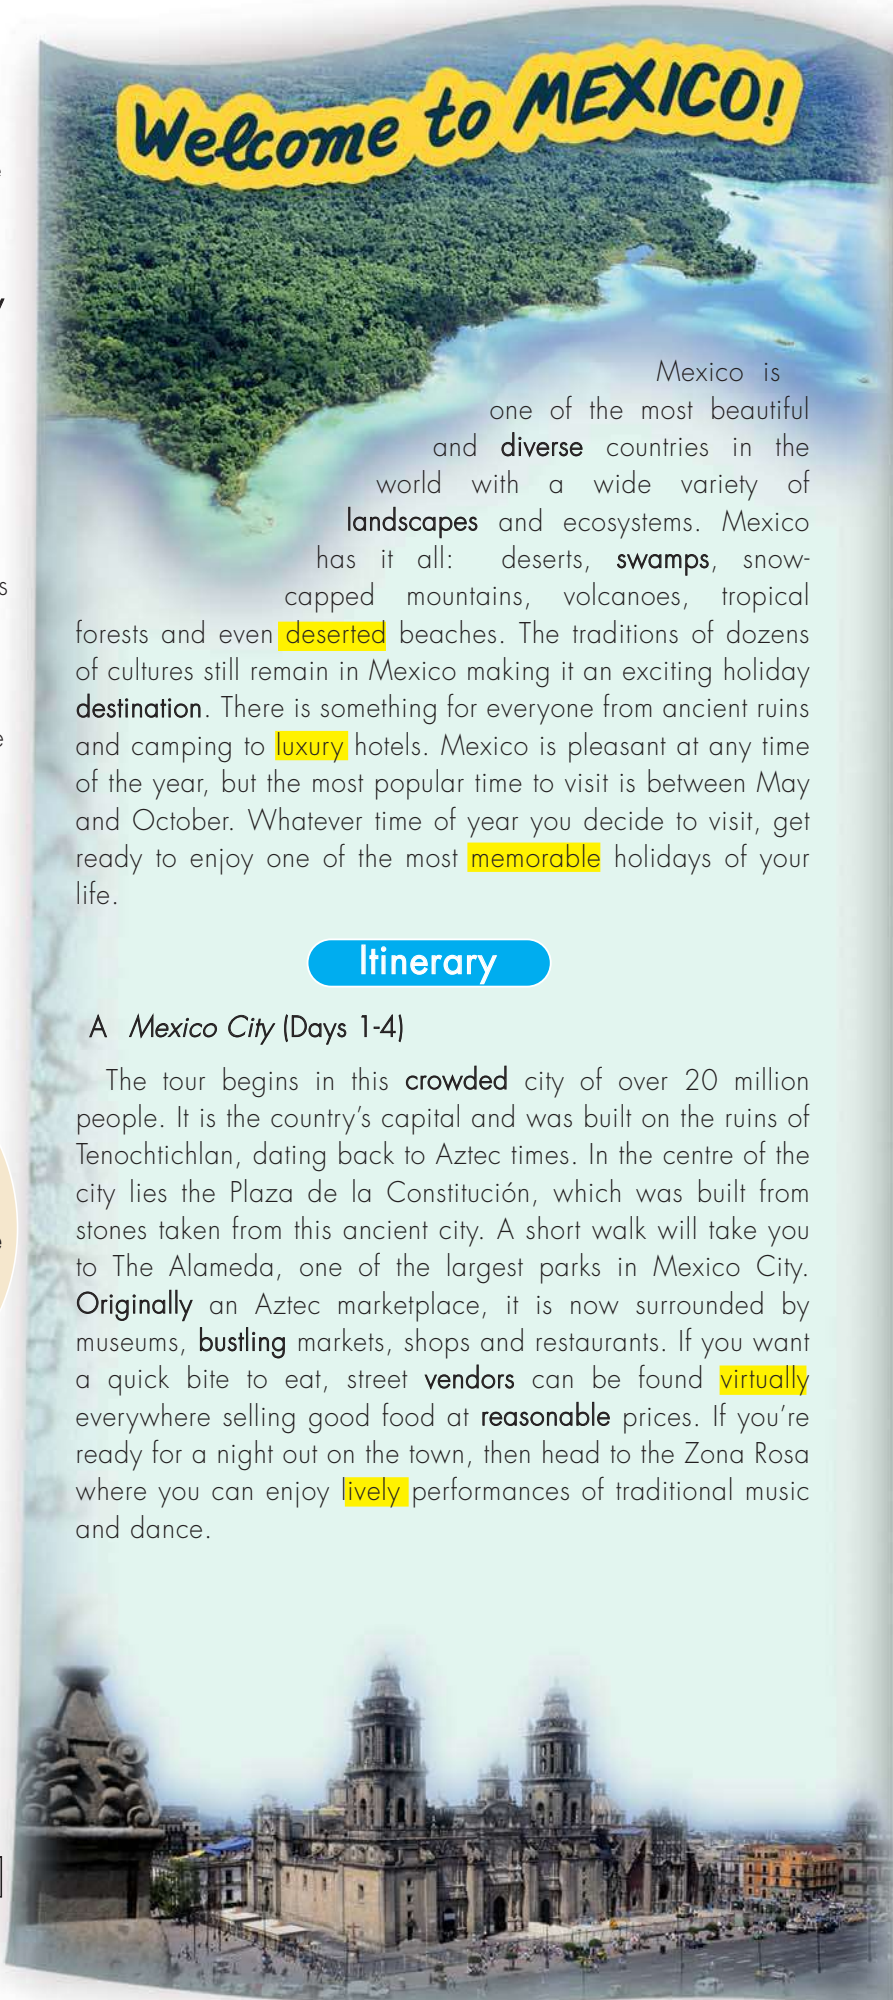 Welcome to MEXICO!
Mexico is
one of the most beautiful
and diverse countries in the
world with a wide variety of
landscapes and ecosystems. Mexico
has it all: deserts, swamps, snow-
capped mountains, volcanoes, tropical
forests and even deserted beaches. The traditions of dozens
of cultures still remain in Mexico making it an exciting holiday
destination. There is something for everyone from ancient ruins
and camping to luxury hotels. Mexico is pleasant at any time
of the year, but the most popular time to visit is between May
and October. Whatever time of year you decide to visit, get
ready to enjoy one of the most memorable holidays of your
life.
Itinerary
A Mexico City (Days 1-4)
The tour begins in this crowded city of over 20 million
people. It is the country's capital and was built on the ruins of
Tenochtichlan, dating back to Aztec times. In the centre of the
city lies the Plaza de la Constitución, which was built from
stones taken from this ancient city. A short walk will take you
to The Alameda, one of the largest parks in Mexico City.
Originally an Aztec marketplace, it is now surrounded by
museums, bustling markets, shops and restaurants. If you want
a quick bite to eat, street vendors can be found virtually
everywhere selling good food at reasonable prices. If you're
ready for a night out on the town, then head to the Zona Rosa
where you can enjoy lively performances of traditional music
and dance.